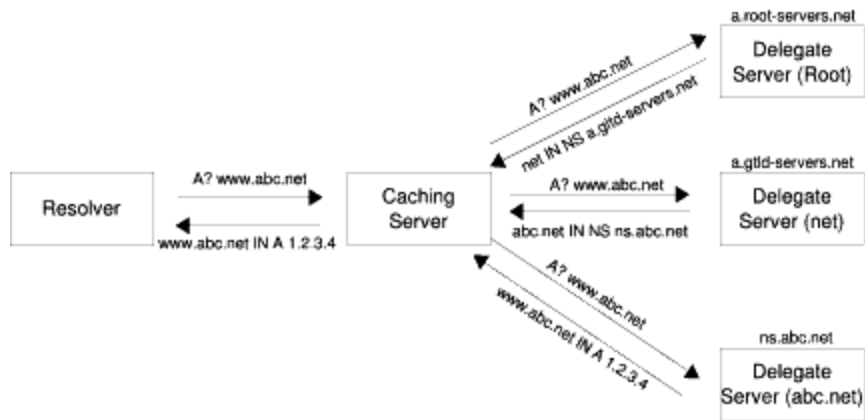 a.root-servers.net
Delegate
Server (Root)
A? www.abc.net
net IN NS a.gltd-servers.net
a.gtld-servers.net
Resolver
A? www.abc.net
www.abc.net IN A 1.2.3.4
Caching
Server
A? www.abc.net
abc.net IN NS ns.abc.net
Delegate
Server (net)
A? www.abc.net
www.abc.net IN A 1.2.3.4
ns.abc.net
Delegate
Server (abc.net)